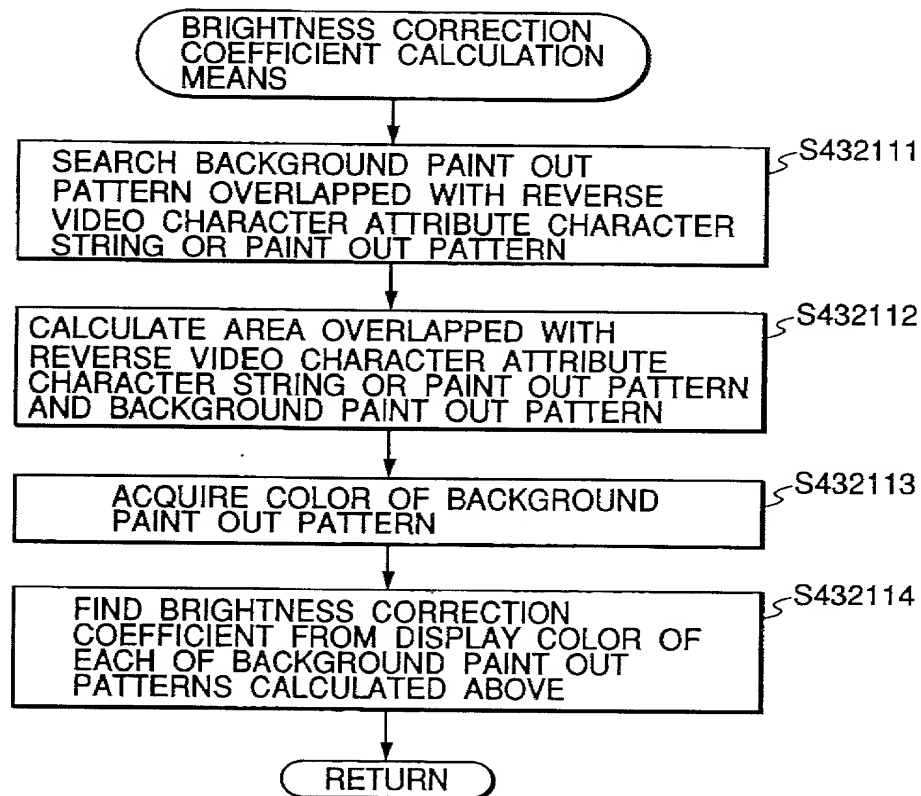 BRIGHTNESS CORRECTION
COEFFICIENT CALCULATION
MEANS
S432111
SEARCH BACKGROUND PAINT OUT
PATTERN OVERLAPPED WITH REVERSE
VIDEO CHARACTER ATTRIBUTE CHARACTER
STRING OR PAINT OUT PATTERN
S432112
CALCULATE AREA OVERLAPPED WITH
REVERSE VIDEO CHARACTER ATTRIBUTE
CHARACTER STRING OR PAINT OUT PATTERN
AND BACKGROUND PAINT OUT PATTERN
S432113
ACQUIRE COLOR OF BACKGROUND
PAINT OUT PATTERN
S432114
FIND BRIGHTNESS CORRECTION
COEFFICIENT FROM DISPLAY COLOR OF
EACH OF BACKGROUND PAINT OUT
PATTERNS CALCULATED ABOVE
RETURN